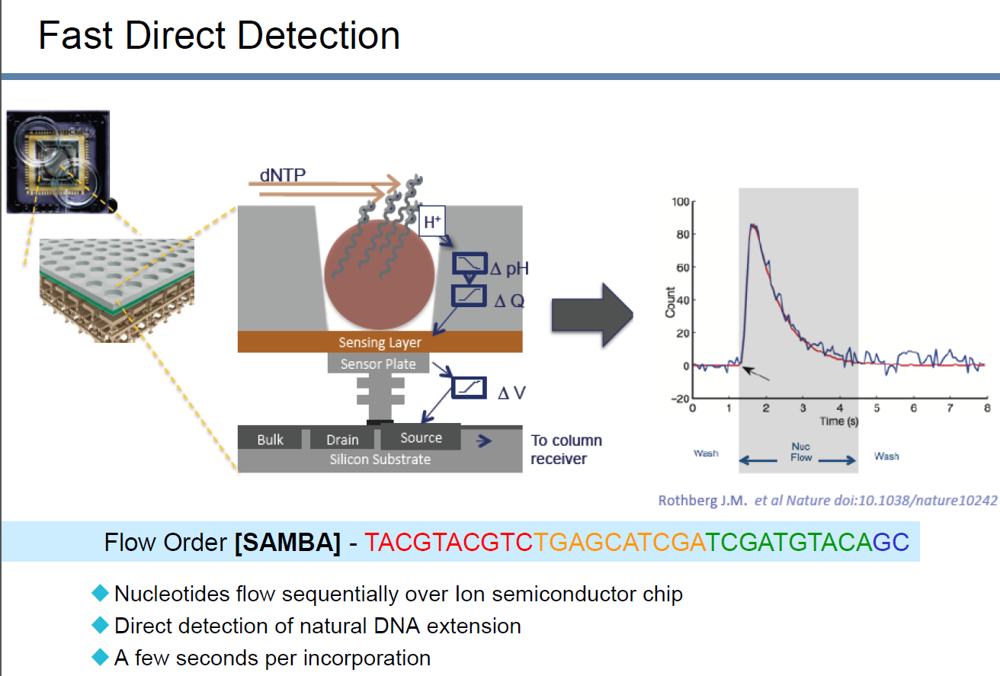 Fast Direct Detection
dNTP
H⁺
Δ pH
Δ Q
Sensing Layer
Sensor Plate
Δ V
Bulk
Drain
Source
Silicon Substrate
To column
receiver
100
80
60
40
20
0
−20
Count
0 1 2 3 4 5 6 7 8
Time (s)
Wash
Nuc
Flow
Wash
Rothberg J.M. et al Nature doi:10.1038/nature10242
Flow Order [SAMBA] - TACGTACGTCTGAGCATCGATCGATGTACAGC
Nucleotides flow sequentially over Ion semiconductor chip
Direct detection of natural DNA extension
A few seconds per incorporation